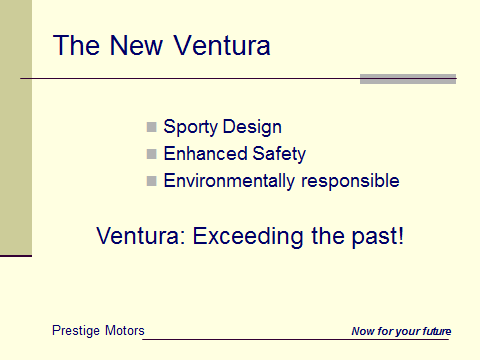 The New Ventura
Sporty Design
Enhanced Safety
Environmentally responsible
Ventura: Exceeding the past!
Prestige Motors
Now for your future